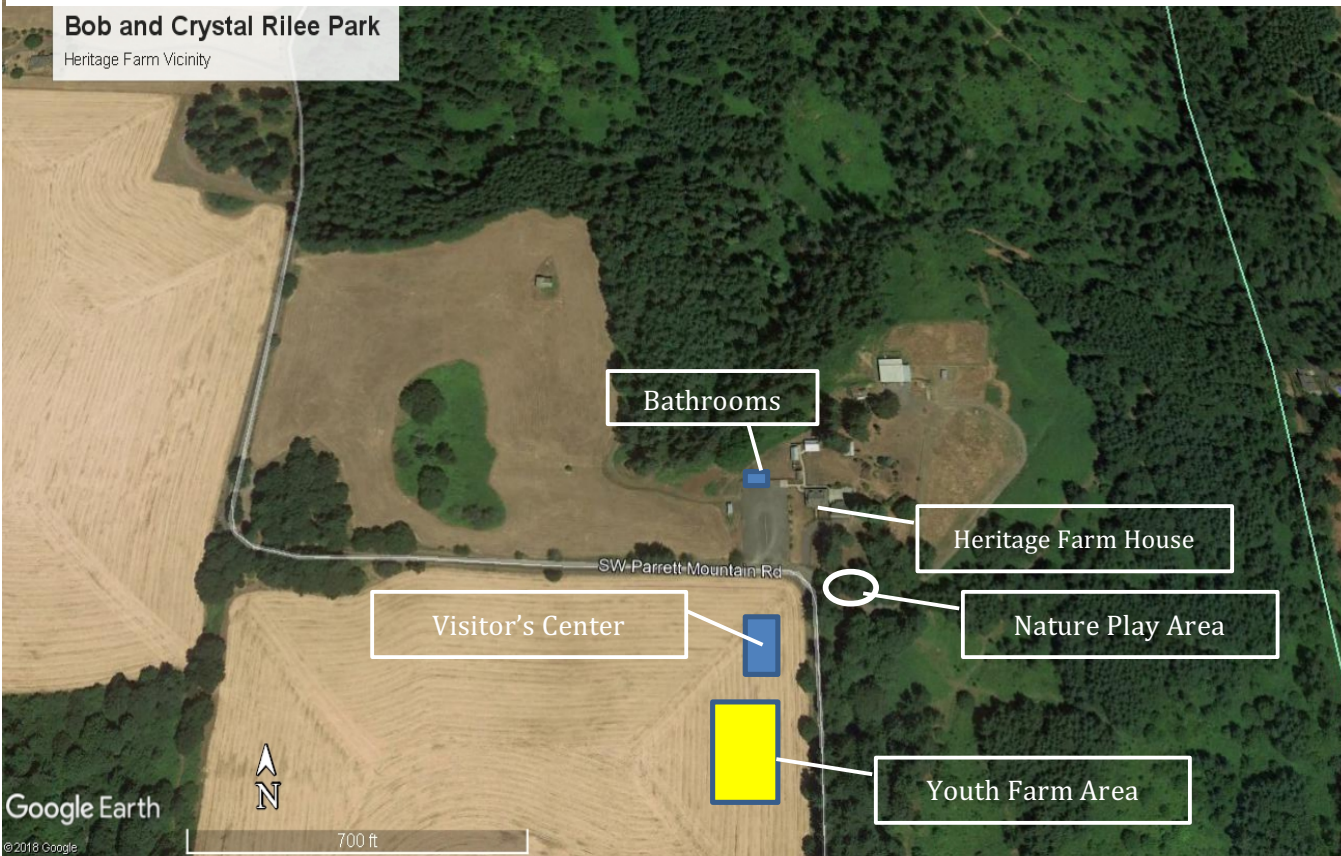 Bob and Crystal Rilee Park
Heritage Farm Vicinity
Bathrooms
Heritage Farm House
SW Parrett Mountain Rd
Visitor's Center
Nature Play Area
Youth Farm Area
N
Google Earth
700 ft
©2018 Google